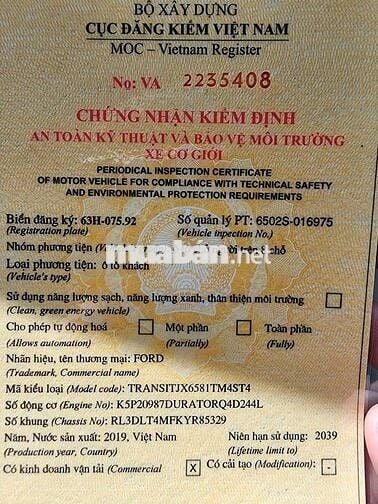 BỘ XÂY DỰNG
CỤC ĐĂNG KIỂM VIỆT NAM
MOC – Vietnam Register
No: VA 2235408
CHỨNG NHẬN KIỂM ĐỊNH
AN TOÀN KỸ THUẬT VÀ BẢO VỆ MÔI TRƯỜNG
XE CƠ GIỚI
PERIODICAL INSPECTION CERTIFICATE
OF MOTOR VEHICLE FOR COMPLIANCE WITH TECHNICAL SAFETY
AND ENVIRONMENTAL PROTECTION REQUIREMENTS
Biển đăng ký: 63H-075.92 Số quản lý PT: 6502S-016975
(Registration plate) (Vehicle inpection No.)
Nhóm phương tiện trên 8 chỗ
muaban.net
Loại phương tiện: ô tô khách
(Vehicle's type)
Sử dụng năng lượng sạch, năng lượng xanh, thân thiện môi trường
(Clean, green energy vehicle)
Cho phép tự động hoá Một phần Toàn phần
(Allows automation) (Partially) (Fully)
Nhãn hiệu, tên thương mại: FORD
(Trademark, Commercial name)
Mã kiểu loại (Model code): TRANSITJX6581TM4ST4
Số động cơ (Engine No): K5P20987DURATORQ4D244L
Số khung (Chassis No): RL3DLT4MFKYR85329
Năm, Nước sản xuất: 2019, Việt Nam Niên hạn sử dụng: 2039
(Production year, Country) (Lifetime limit to)
Có kinh doanh vận tải (Commercial X Có cải tạo (Modification): -